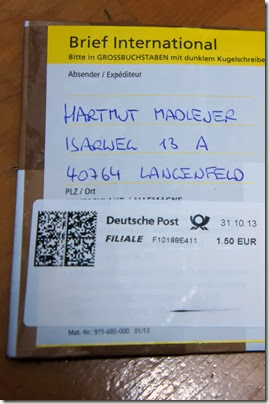 Brief International
Bitte in GROSSBUCHSTABEN mit dunklem Kugelschreiber
Absender / Expéditeur
HARTMUT MADLENER
ISARWEG 13 A
40764 LANGENFELD
PLZ / Ort
Deutsche Post 31.10.13
FILIALE F10188E411 1.50 EUR
Mat.-Nr. 915-685-000 01/13